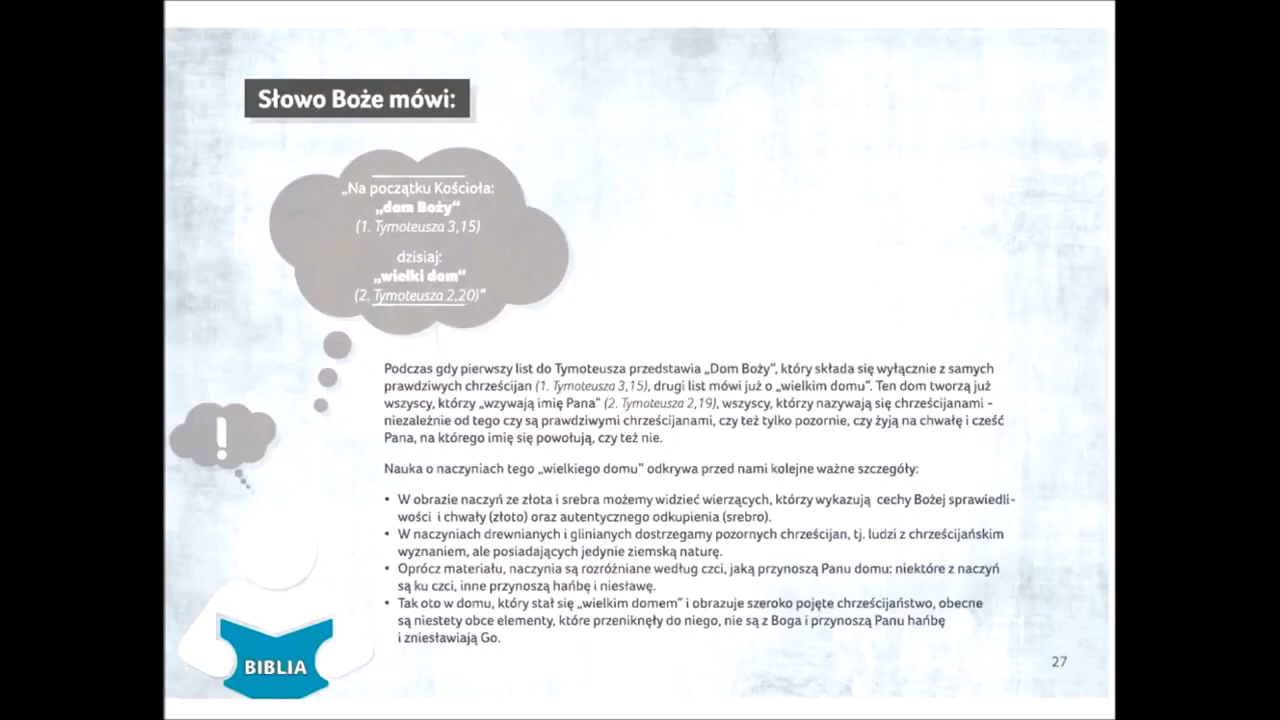 Słowo Boże mówi:
„Na początku Kościoła:
„dom Boży“
(1. Tymoteusza 3,15)
dzisiaj:
„wielki dom“
(2. Tymoteusza 2,20)“
Podczas gdy pierwszy list do Tymoteusza przedstawia „Dom Boży“, który składa się wyłącznie z samych
prawdziwych chrześcijan (1. Tymoteusza 3,15), drugi list mówi już o „wielkim domu“. Ten dom tworzą już
wszyscy, którzy „wzywają imię Pana“ (2. Tymoteusza 2,19), wszyscy, którzy nazywają się chrześcijanami -
niezależnie od tego czy są prawdziwymi chrześcijanami, czy też tylko pozornie, czy żyją na chwałę i cześć
Pana, na którego imię się powołują, czy też nie.
Nauka o naczyniach tego „wielkiego domu“ odkrywa przed nami kolejne ważne szczegóły:
• W obrazie naczyń ze złota i srebra możemy widzieć wierzących, którzy wykazują cechy Bożej sprawiedli-
wości i chwały (złoto) oraz autentycznego odkupienia (srebro).
• W naczyniach drewnianych i glinianych dostrzegamy pozornych chrześcijan, tj. ludzi z chrześcijańskim
wyznaniem, ale posiadających jedynie ziemską naturę.
• Oprócz materiału, naczynia są rozróżniane według czci, jaką przynoszą Panu domu: niektóre z naczyń
są ku czci, inne przynoszą hańbę i niesławę.
• Tak oto w domu, który stał się „wielkim domem“ i obrazuje szeroko pojęte chrześcijaństwo, obecne
są niestety obce elementy, które przeniknęły do niego, nie są z Boga i przynoszą Panu hańbę
i zniesławiają Go.
!
BIBLIA
27